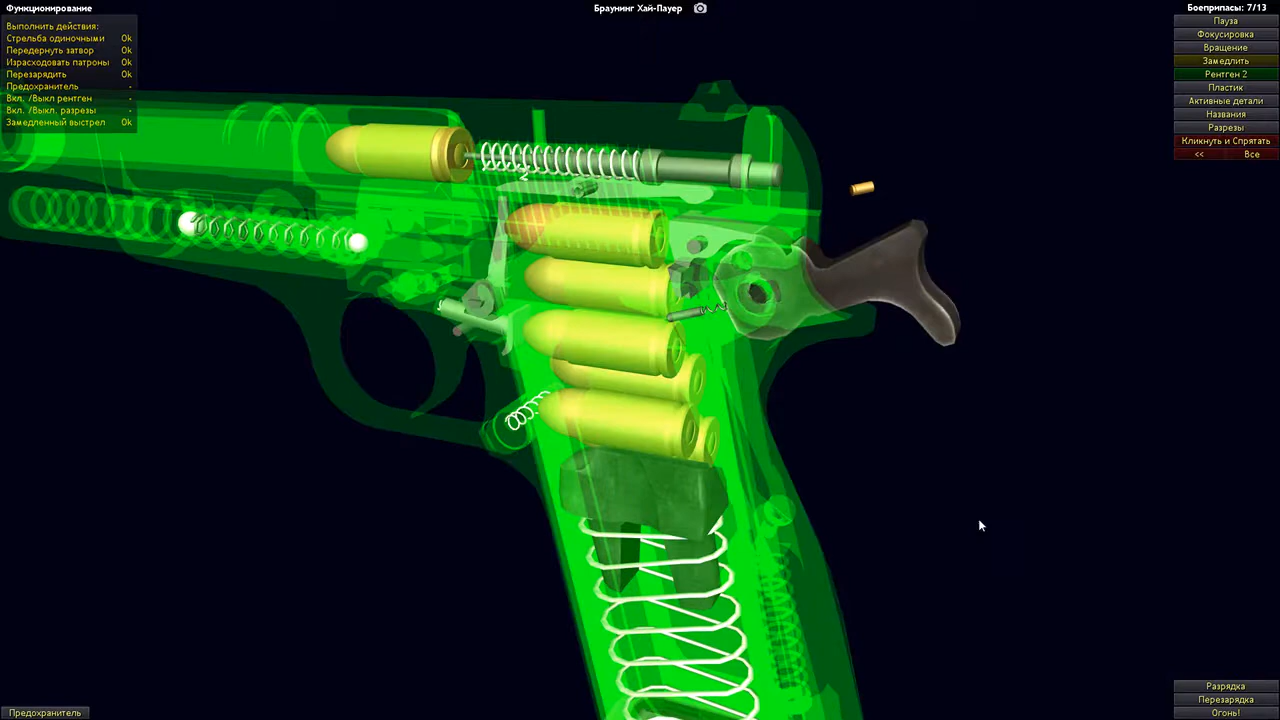 Функционирование
Браунинг Хай-Пауер
Боеприпасы: 7/13
Выполнить действия:
Стрельба одиночными Ok
Передернуть затвор Ok
Израсходовать патроны Ok
Перезарядить Ok
Предохранитель -
Вкл. /Выкл рентген -
Вкл. /Выкл. разрезы -
Замедленный выстрел Ok
Пауза
Фокусировка
Вращение
Замедлить
Рентген 2
Пластик
Активные детали
Названия
Разрезы
Кликнуть и Спрятать
<< Все
Разрядка
Перезарядка
Огонь!
Предохранитель